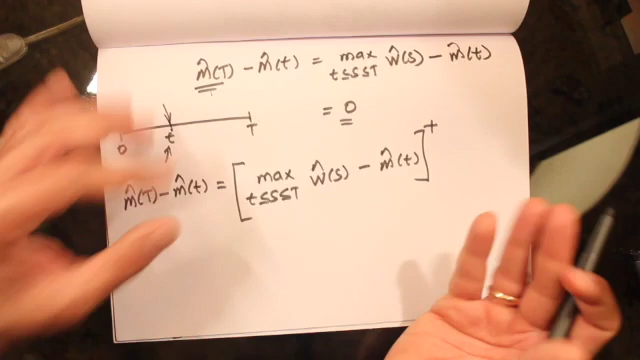 m̂(T) − m̂(t) = max t≤s≤T Ŵ(s) − m̂(t)
= 0
0 t T
m̂(T) − m̂(t) = [ max t≤s≤T Ŵ(s) − m̂(t) ]⁺